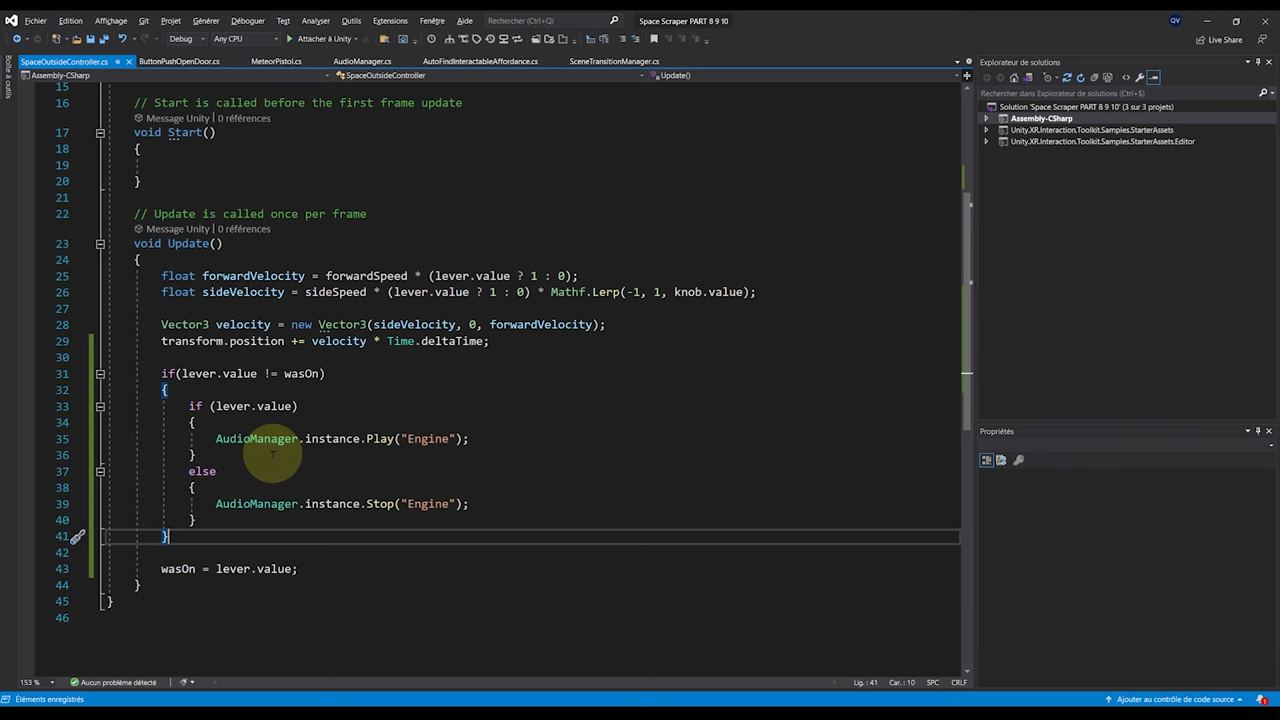 Fichier Edition Affichage Git Projet Générer Déboguer Test Analyser Outils Extensions Fenêtre Aide Rechercher (Ctrl+Q) Space Scraper PART 8 9 10 QV
Debug Any CPU Attacher à Unity Live Share
SpaceOutsideController.cs ButtonPushOpenDoor.cs MeteorPistol.cs AudioManager.cs AutoFindInteractableAffordance.cs SceneTransitionManager.cs
Assembly-CSharp SpaceOutsideController Update()
Boîte à outils
15
16 // Start is called before the first frame update
Message Unity | 0 références
17 void Start()
18 {
19
20 }
21
22 // Update is called once per frame
Message Unity | 0 références
23 void Update()
24 {
25 float forwardVelocity = forwardSpeed * (lever.value ? 1 : 0);
26 float sideVelocity = sideSpeed * (lever.value ? 1 : 0) * Mathf.Lerp(-1, 1, knob.value);
27
28 Vector3 velocity = new Vector3(sideVelocity, 0, forwardVelocity);
29 transform.position += velocity * Time.deltaTime;
30
31 if(lever.value != wasOn)
32 {
33 if (lever.value)
34 {
35 AudioManager.instance.Play("Engine");
36 }
37 else
38 {
39 AudioManager.instance.Stop("Engine");
40 }
41 }
42
43 wasOn = lever.value;
44 }
45 }
46
153 % Aucun problème détecté Lig. : 41 Car. : 10 SPC CRLF
Explorateur de solutions
Rechercher dans Explorateur de solutions (Ctrl+$)
Solution 'Space Scraper PART 8 9 10' (3 sur 3 projets)
Assembly-CSharp
Unity.XR.Interaction.Toolkit.Samples.StarterAssets
Unity.XR.Interaction.Toolkit.Samples.StarterAssets.Editor
Propriétés
Éléments enregistrés Ajouter au contrôle de code source 1